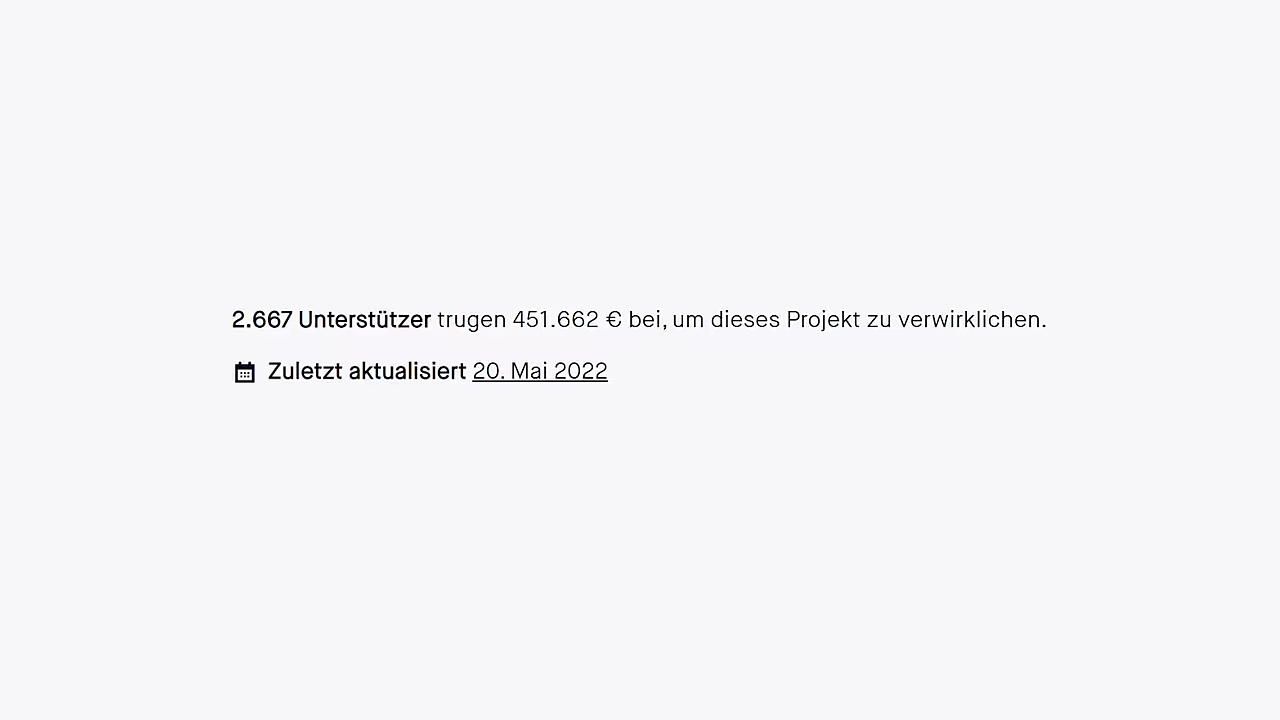 2.667 Unterstützer trugen 451.662 € bei, um dieses Projekt zu verwirklichen.
Zuletzt aktualisiert 20. Mai 2022